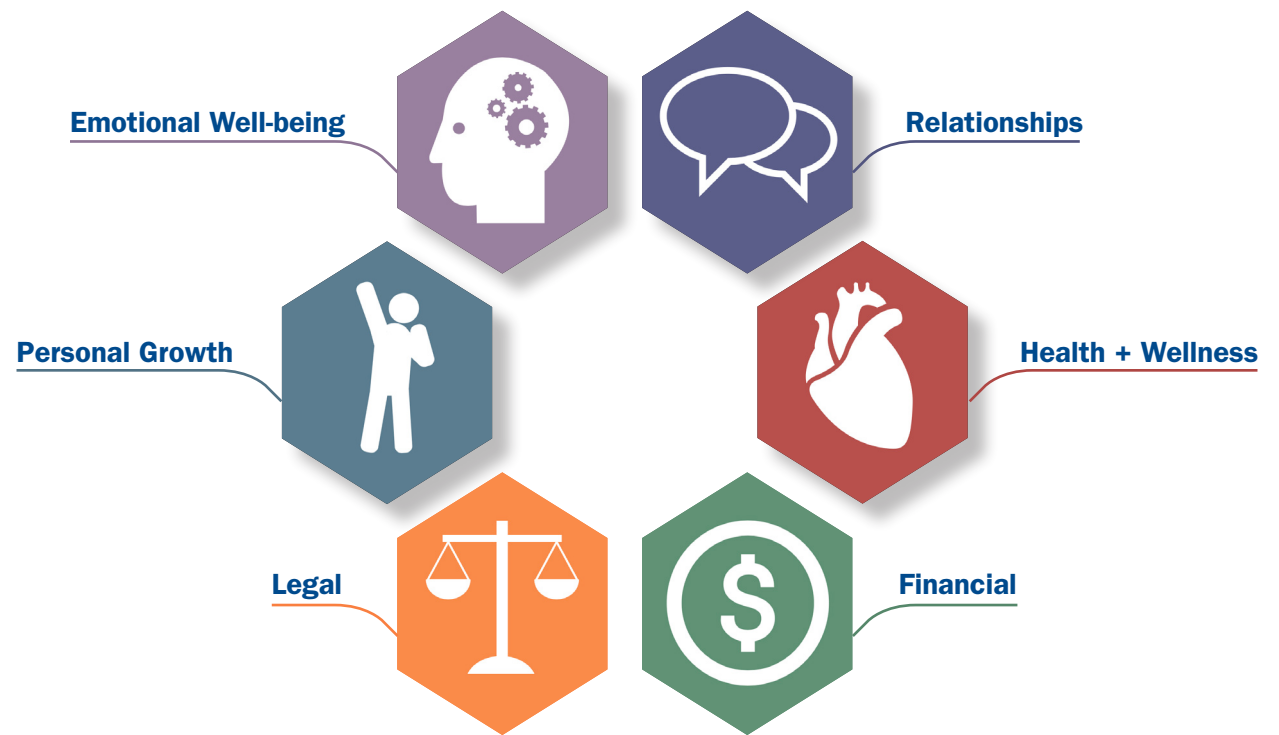 Emotional Well-being
Relationships
Personal Growth
Health + Wellness
Legal
Financial
$